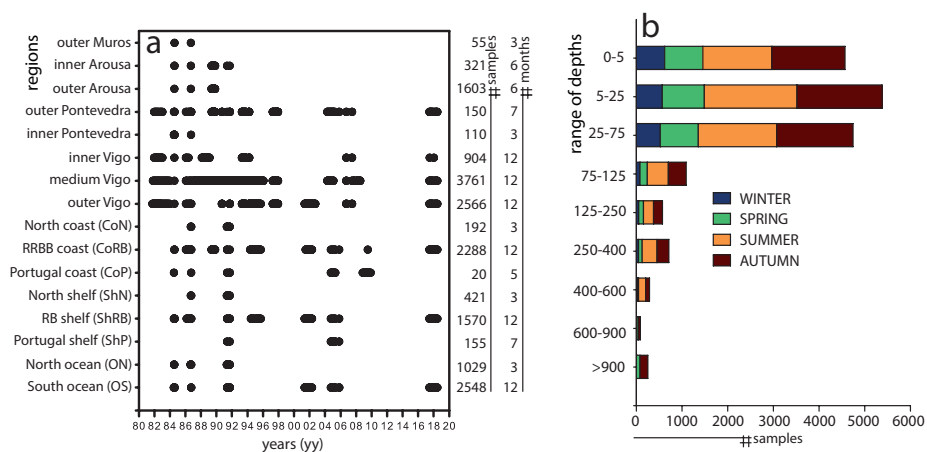 a
regions
outer Muros 55 3
inner Arousa 321 6
outer Arousa 1603 6
outer Pontevedra 150 7
inner Pontevedra 110 3
inner Vigo 904 12
medium Vigo 3761 12
outer Vigo 2566 12
North coast (CoN) 192 3
RRBB coast (CoRB) 2288 12
Portugal coast (CoP) 20 5
North shelf (ShN) 421 3
RB shelf (ShRB) 1570 12
Portugal shelf (ShP) 155 7
North ocean (ON) 1029 3
South ocean (OS) 2548 12
# samples
# months
80 82 84 86 88 90 92 94 96 98 00 02 04 06 08 10 12 14 16 18 20
years (yy)
b
range of depths
0-5
5-25
25-75
75-125
125-250
250-400
400-600
600-900
>900
WINTER
SPRING
SUMMER
AUTUMN
0 1000 2000 3000 4000 5000 6000
# samples